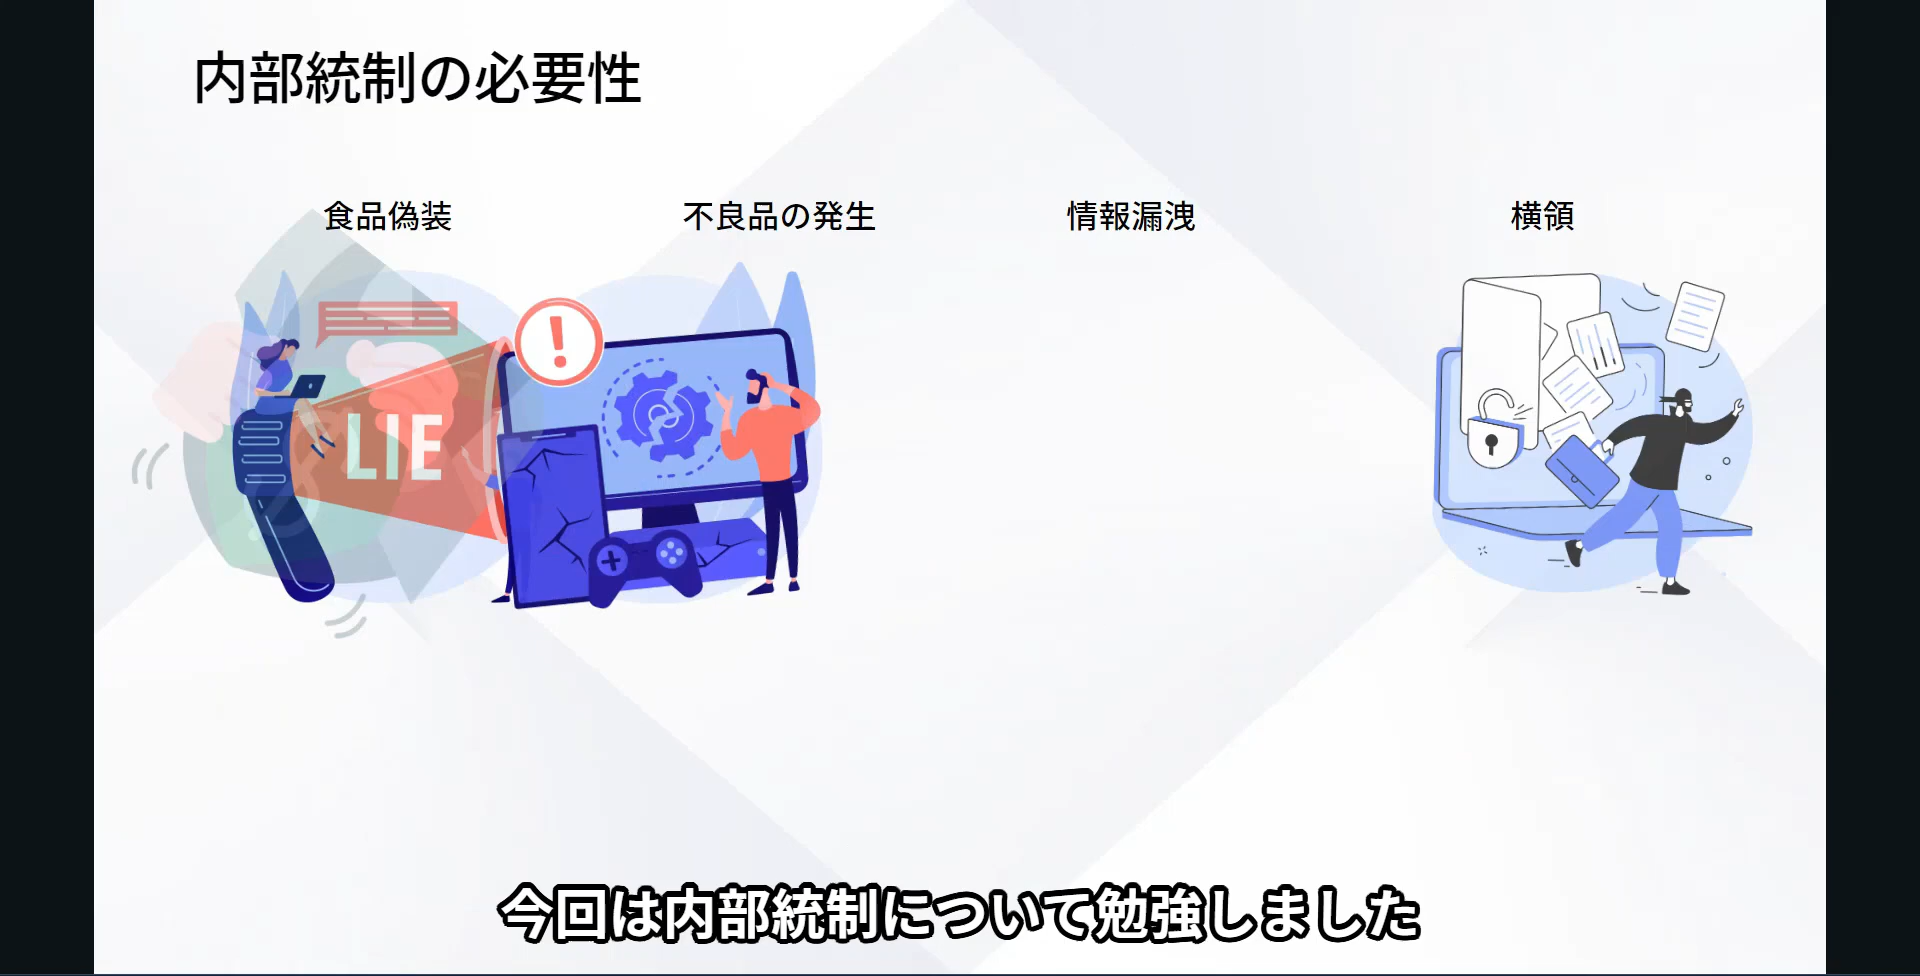 内部統制の必要性
食品偽装
不良品の発生
情報漏洩
横領
LIE
今回は内部統制について勉強しました